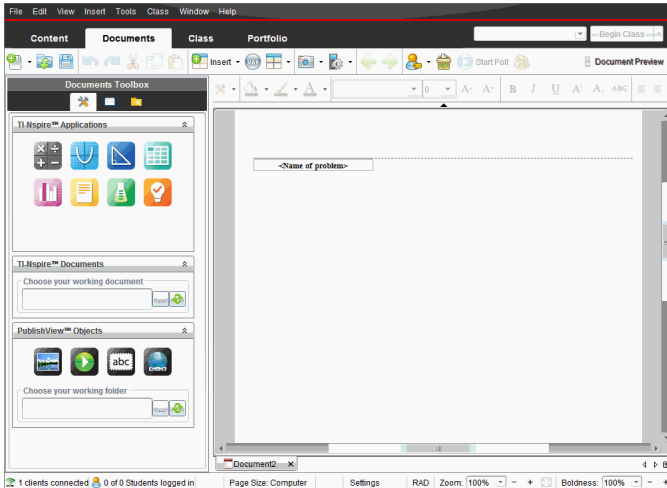 File Edit View Insert Tools Class Window Help
Content Documents Class Portfolio — Begin Class —
Insert VAR Start Poll Document Preview
Documents Toolbox
0 A+ A- B I U ABC
TI-Nspire™ Applications
<Name of problem>
TI-Nspire™ Documents
Choose your working document
...
PublishView™ Objects
abc
Choose your working folder
...
Document2 ×
1 clients connected 0 of 0 Students logged in Page Size: Computer Settings RAD Zoom: 100% - + Boldness: 100% - +